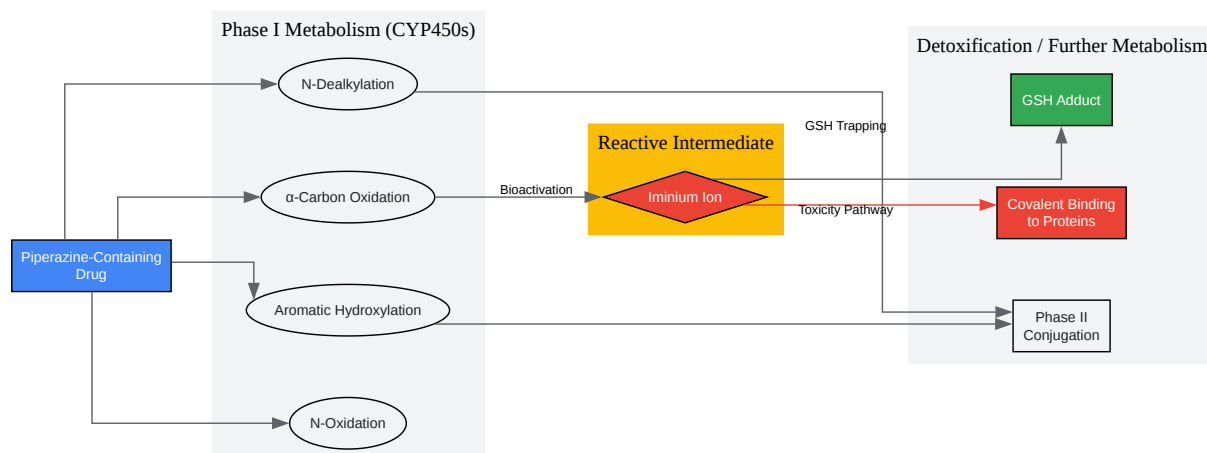 Phase I Metabolism (CYP450s)
Detoxification / Further Metabolism
N-Dealkylation
GSH Adduct
GSH Trapping
Reactive Intermediate
Bioactivation
α-Carbon Oxidation
Iminium Ion
Toxicity Pathway
Covalent Binding
to Proteins
Piperazine-Containing
Drug
Aromatic Hydroxylation
Phase II
Conjugation
N-Oxidation